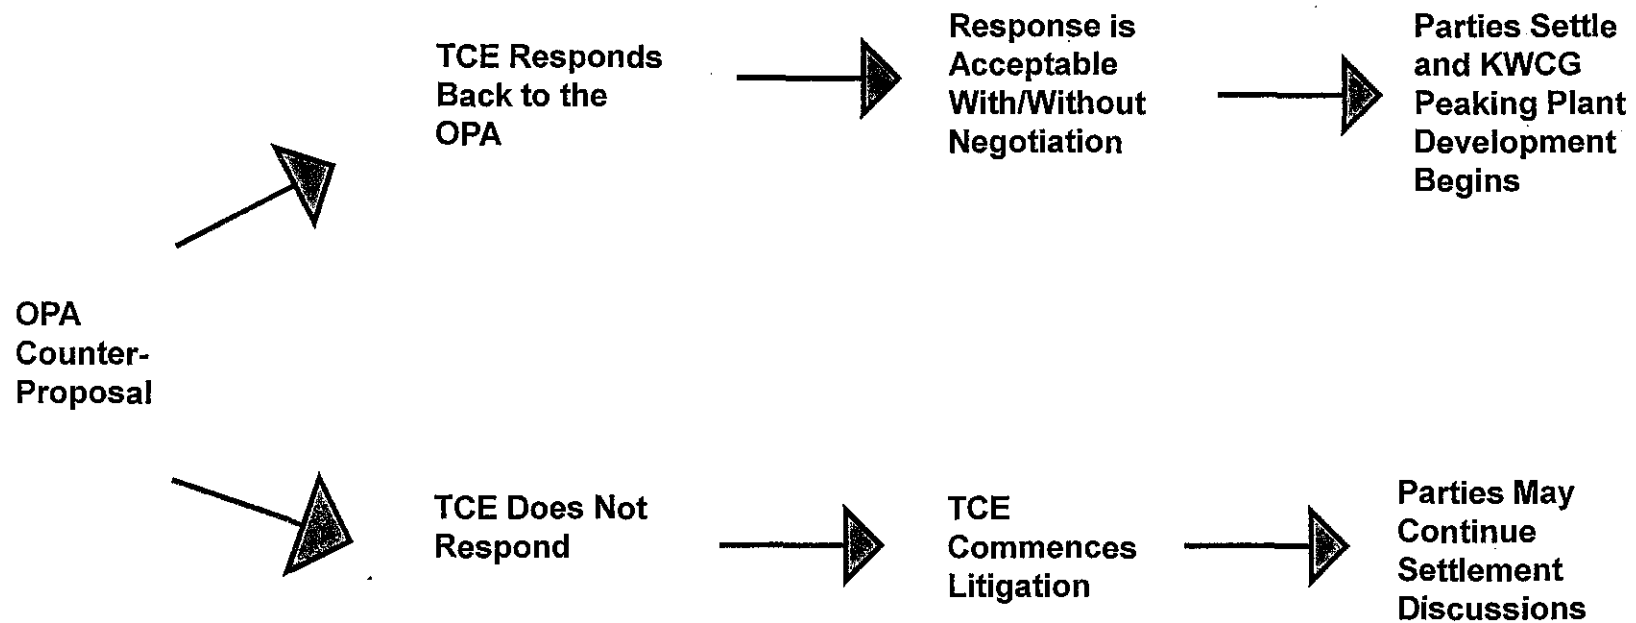 TCE Responds
Back to the
OPA
Response is
Acceptable
With/Without
Negotiation
Parties Settle
and KWCG
Peaking Plant
Development
Begins
OPA
Counter-
Proposal
TCE Does Not
Respond
TCE
Commences
Litigation
Parties May
Continue
Settlement
Discussions